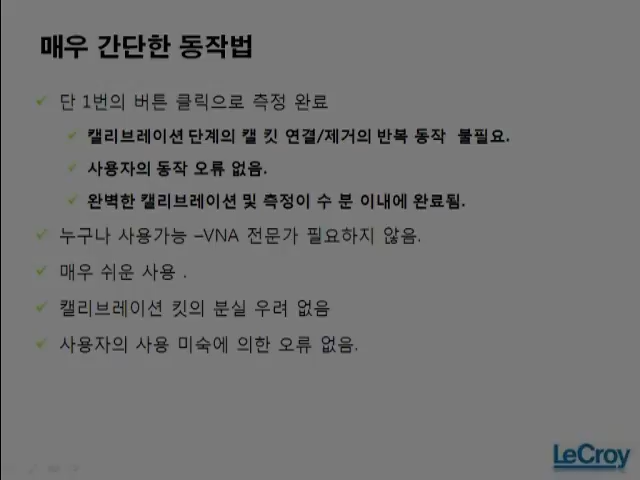 매우 간단한 동작법
단 1번의 버튼 클릭으로 측정 완료
캘리브레이션 단계의 캘 킷 연결/제거의 반복 동작 불필요.
사용자의 동작 오류 없음.
완벽한 캘리브레이션 및 측정이 수 분 이내에 완료됨.
누구나 사용가능 –VNA 전문가 필요하지 않음.
매우 쉬운 사용 .
캘리브레이션 킷의 분실 우려 없음
사용자의 사용 미숙에 의한 오류 없음.
LeCroy